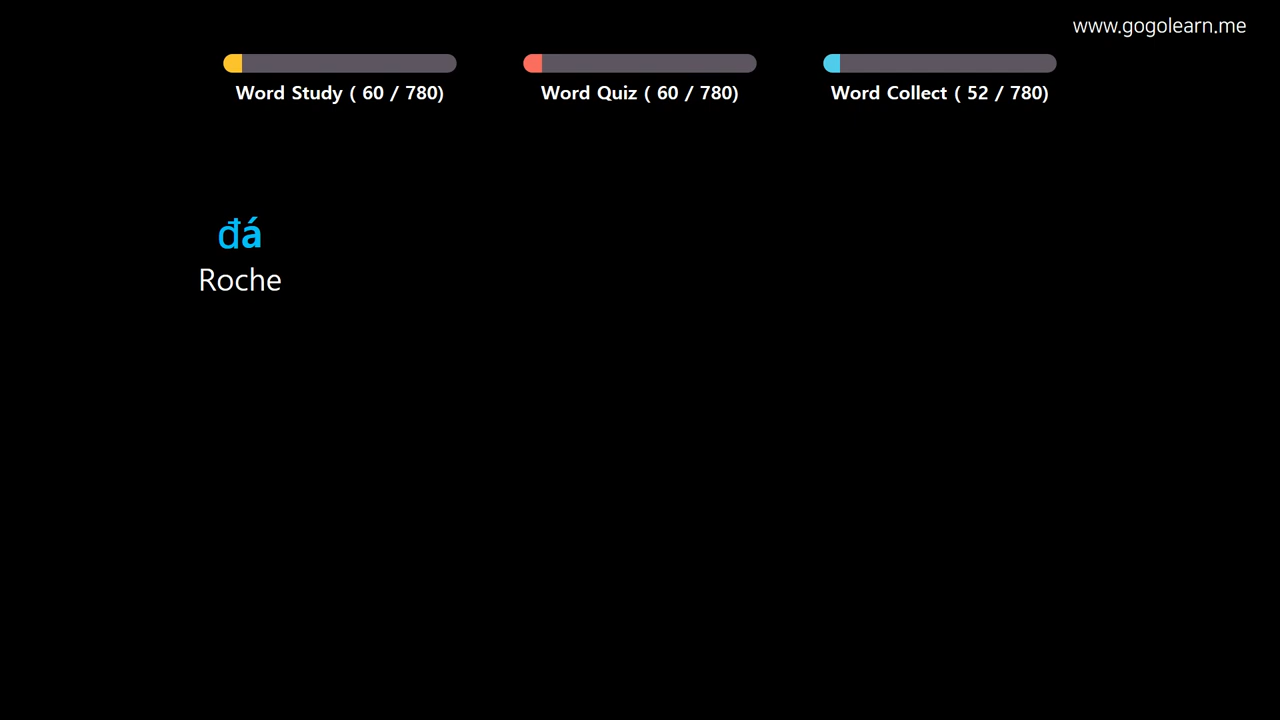 www.gogolearn.me
Word Study ( 60 / 780)
Word Quiz ( 60 / 780)
Word Collect ( 52 / 780)
đá
Roche